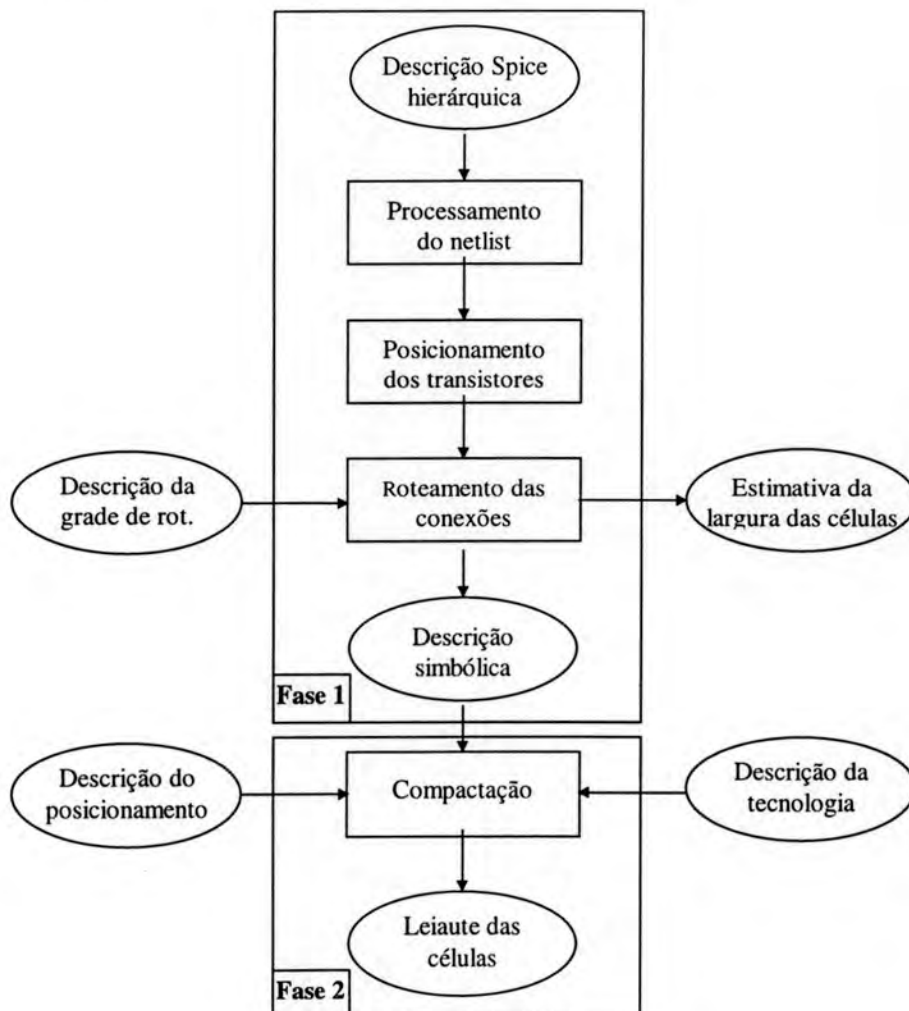 Descrição Spice
hierárquica
Processamento
do netlist
Posicionamento
dos transistores
Descrição da
grade de rot.
Roteamento das
conexões
Estimativa da
largura das células
Descrição
simbólica
Fase 1
Descrição do
posicionamento
Compactação
Descrição da
tecnologia
Leiaute das
células
Fase 2